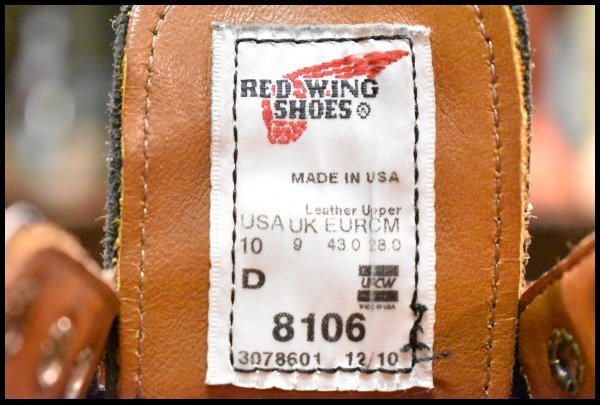 RED WING
SHOES ®
MADE IN USA
Leather Upper
USA UK EUR CM
10 9 43.0 28.0
D
UFCW
8106
3078601 12/10